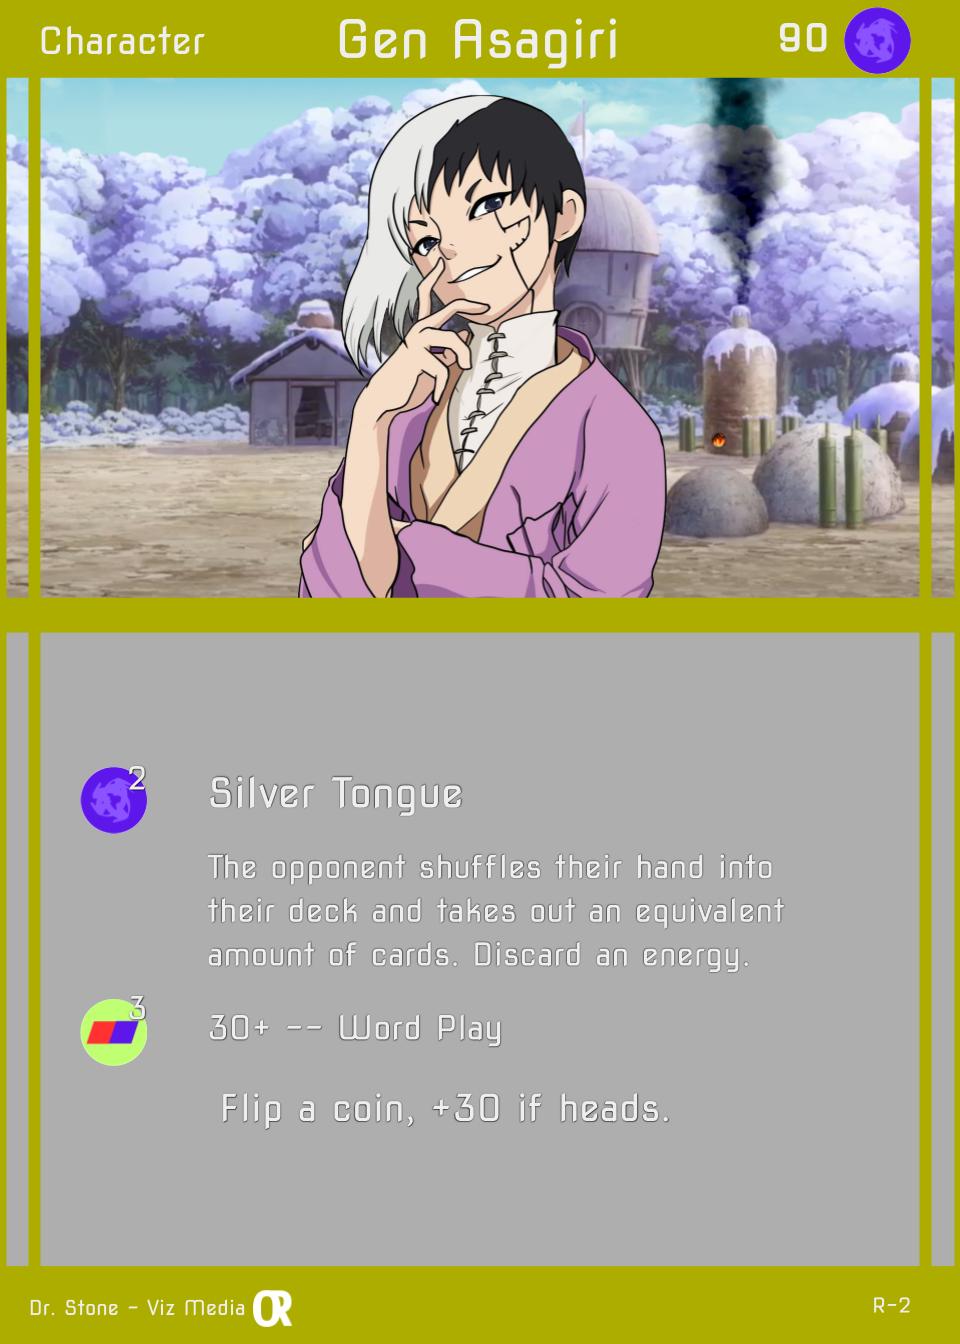 Character
Gen Asagiri
90
2
Silver Tongue
The opponent shuffles their hand into
their deck and takes out an equivalent
amount of cards. Discard an energy.
3
30+ -- Word Play
Flip a coin, +30 if heads.
Dr. Stone - Viz Media OR
R-2